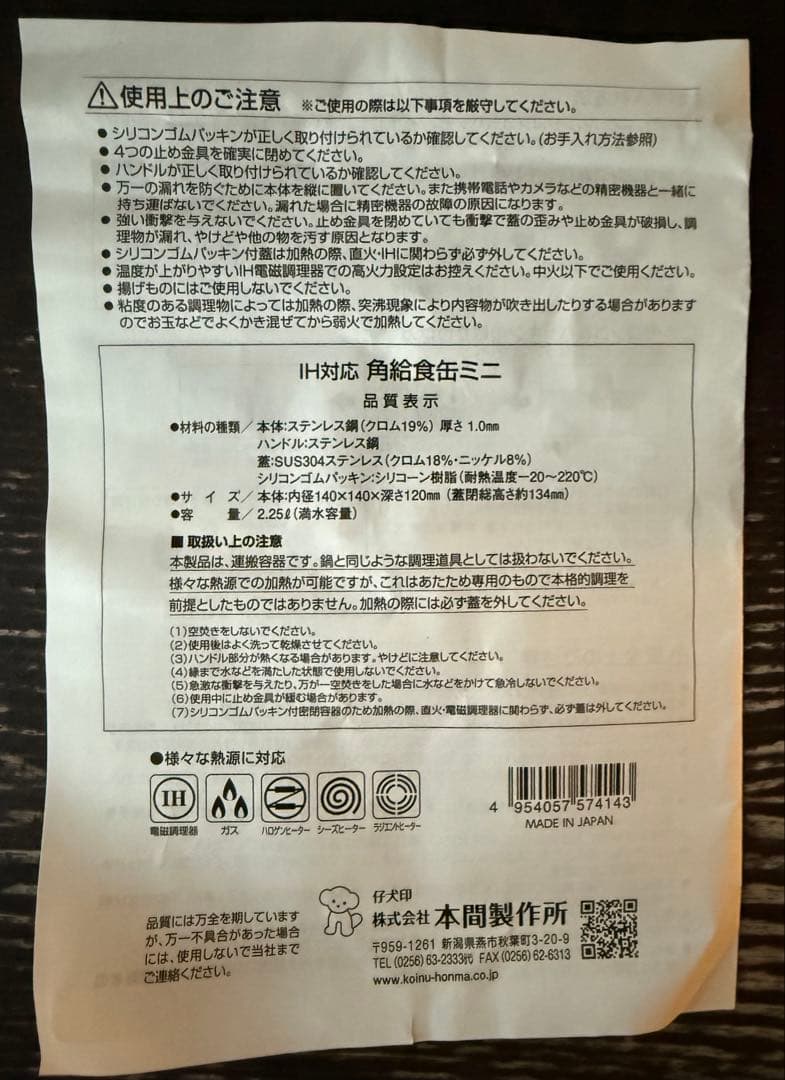 ⚠使用上のご注意 ※ご使用の際は以下事項を厳守してください。
●シリコンゴムパッキンが正しく取り付けられているか確認してください。(お手入れ方法参照)
●4つの止め金具を確実に閉めてください。
●ハンドルが正しく取り付けられているか確認してください。
●万一の漏れを防ぐために本体を縦に置いてください。また携帯電話やカメラなどの精密機器と一緒に
持ち運ばないでください。漏れた場合に精密機器の故障の原因になります。
●強い衝撃を与えないでください。止め金具を閉めていても衝撃で蓋の歪みや止め金具が破損し、調
理物が漏れ、やけどや他の物を汚す原因となります。
●シリコンゴムパッキン付蓋は加熱の際、直火・IHに関わらず必ず外してください。
●温度が上がりやすいIH電磁調理器での高火力設定はお控えください。中火以下でご使用ください。
●揚げものにはご使用しないでください。
●粘度のある調理物によっては加熱の際、突沸現象により内容物が吹き出したりする場合があります
のでお玉などでよくかき混ぜてから弱火で加熱してください。
IH対応 角給食缶ミニ
品質表示
●材料の種類/本体:ステンレス鋼(クロム19%) 厚さ1.0mm
ハンドル:ステンレス鋼
蓋:SUS304ステンレス(クロム18%・ニッケル8%)
シリコンゴムパッキン:シリコーン樹脂(耐熱温度−20〜220℃)
●サイズ/本体:内径140×140×深さ120mm (蓋閉総高さ約134mm)
●容量/2.25ℓ(満水容量)
■ 取扱い上の注意
本製品は、運搬容器です。鍋と同じような調理道具としては扱わないでください。
様々な熱源での加熱が可能ですが、これはあたため専用のもので本格的調理を
前提としたものではありません。加熱の際には必ず蓋を外してください。
(1)空焚きをしないでください。
(2)使用後はよく洗って乾燥させてください。
(3)ハンドル部分が熱くなる場合があります。やけどに注意してください。
(4)縁まで水などを満たした状態で使用しないでください。
(5)急激な衝撃を与えたり、万が一空焚きをした場合に水などをかけて急冷しないでください。
(6)使用中に止め金具が緩む場合があります。
(7)シリコンゴムパッキン付密閉容器のため加熱の際、直火・電磁調理器に関わらず、必ず蓋は外してください。
●様々な熱源に対応
IH
電磁調理器 ガス ハロゲンヒーター シーズヒーター ラジエントヒーター
4 954057 574143
MADE IN JAPAN
品質には万全を期しています
が、万一不具合があった場合
には、使用しないで当社まで
ご連絡ください。
仔犬印
株式会社 本間製作所
〒959-1261 新潟県燕市秋葉町3-20-9
TEL(0256)63-2333㈹ FAX(0256)62-6313
www.koinu-honma.co.jp